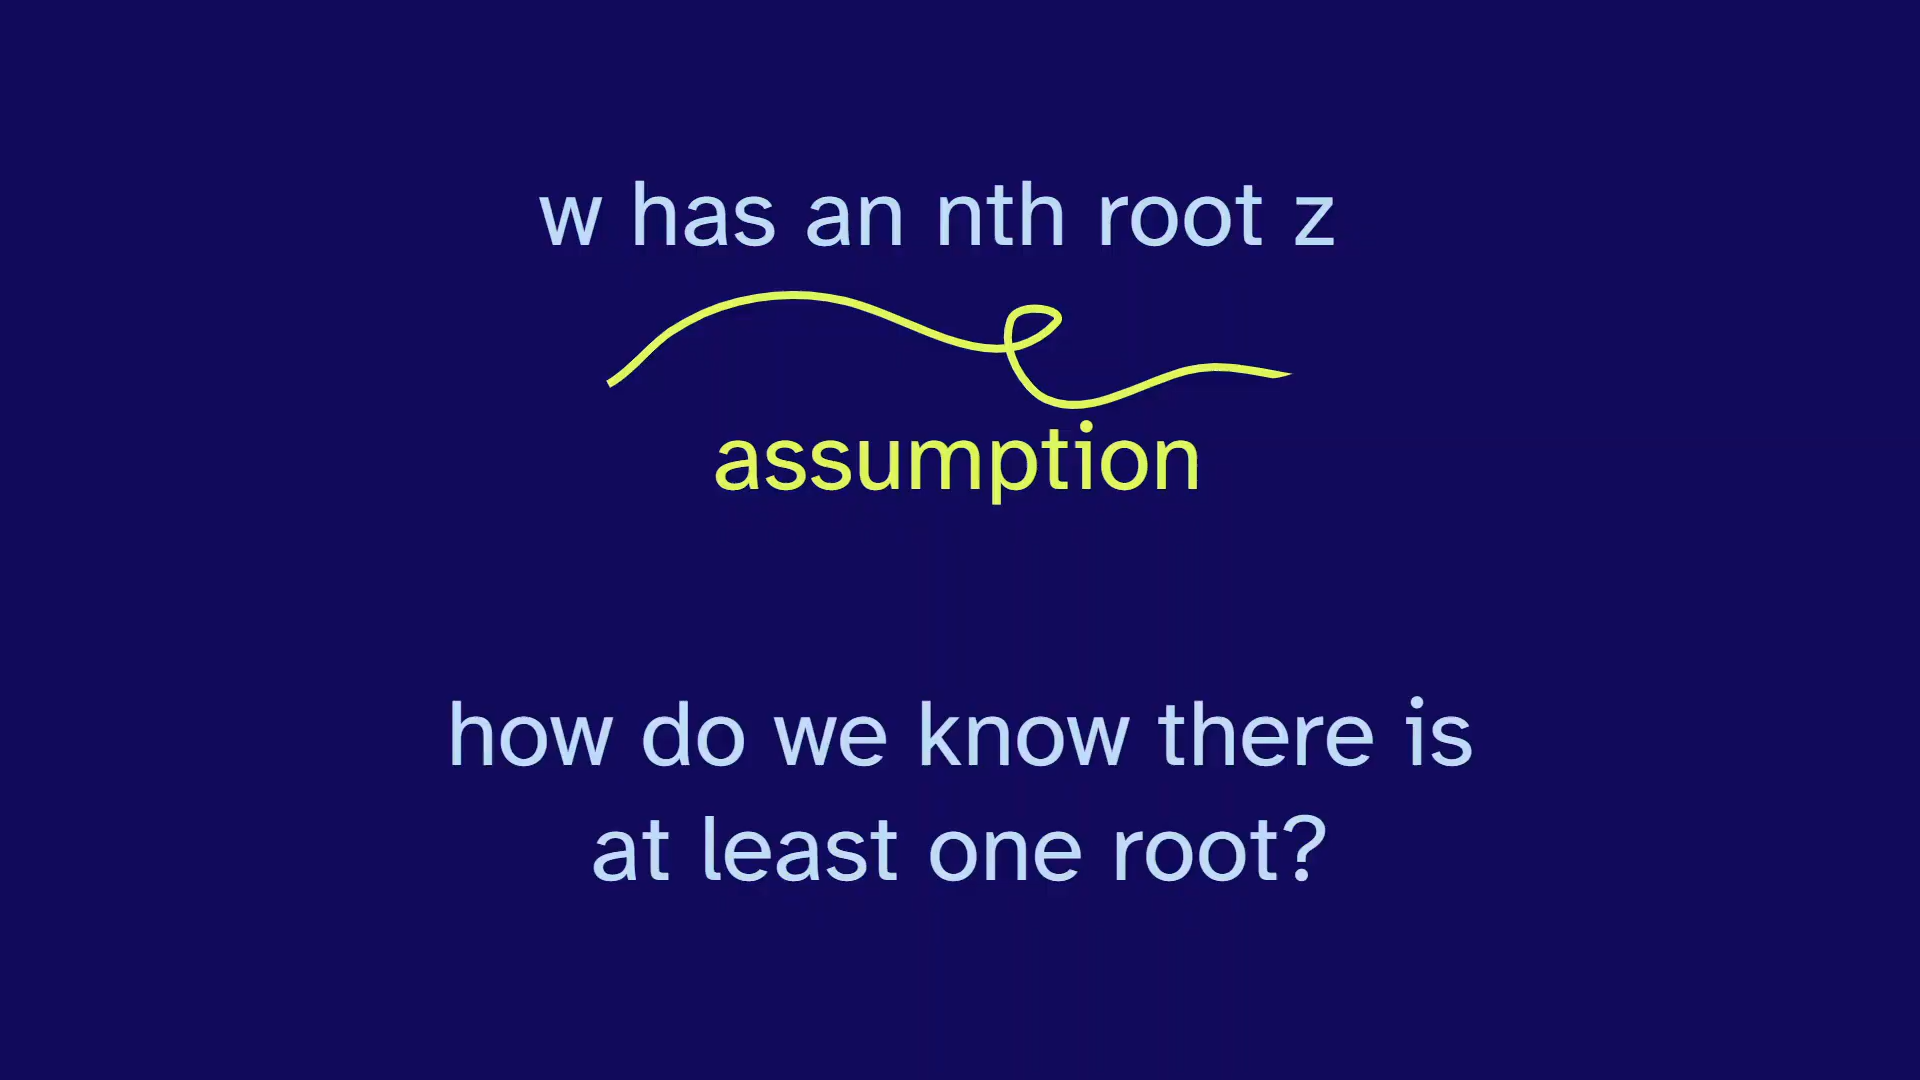 w has an nth root z
assumption
how do we know there is
at least one root?